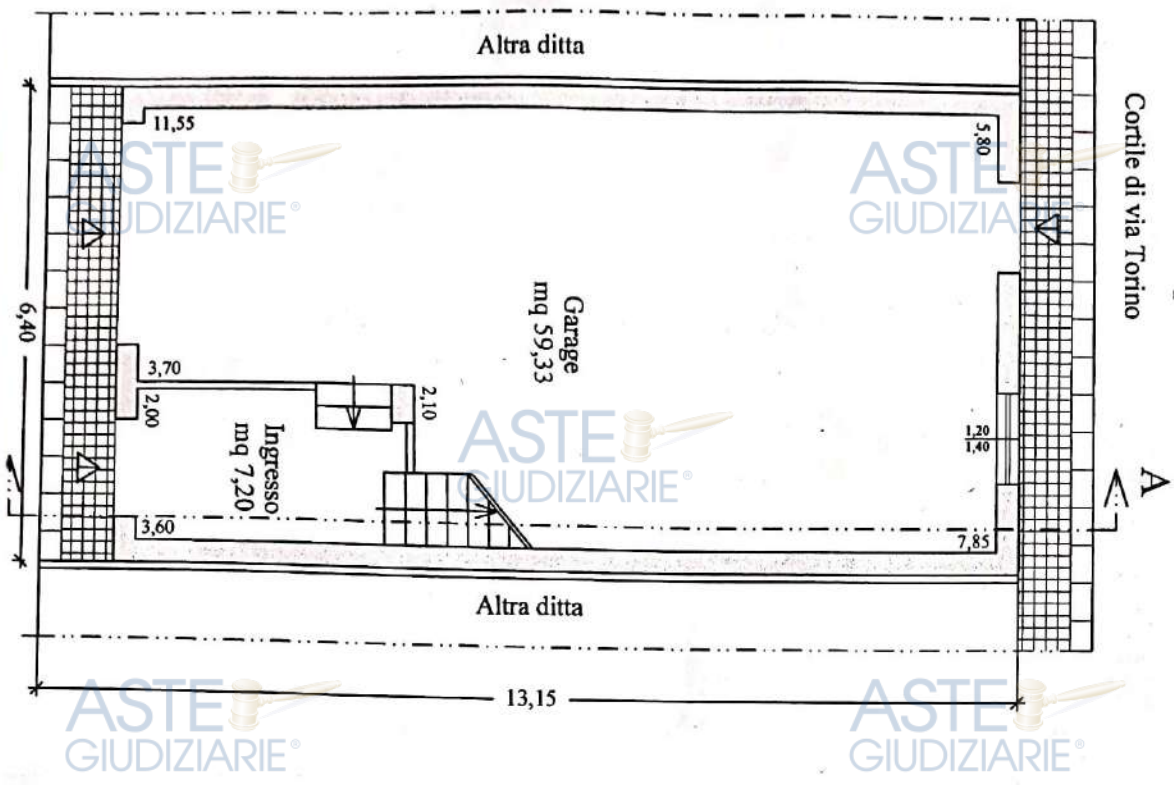 Altra ditta
11,55
5,80
Cortile di via Torino
ASTE
GIUDIZIARIE®
ASTE
GIUDIZIARIE®
6,40
Garage
mq 59,33
3,70
2,00
2,10
Ingresso
mq 7,20
ASTE
GIUDIZIARIE®
1,20
1,40
A
3,60
7,85
Altra ditta
13,15
ASTE
GIUDIZIARIE®
ASTE
GIUDIZIARIE®